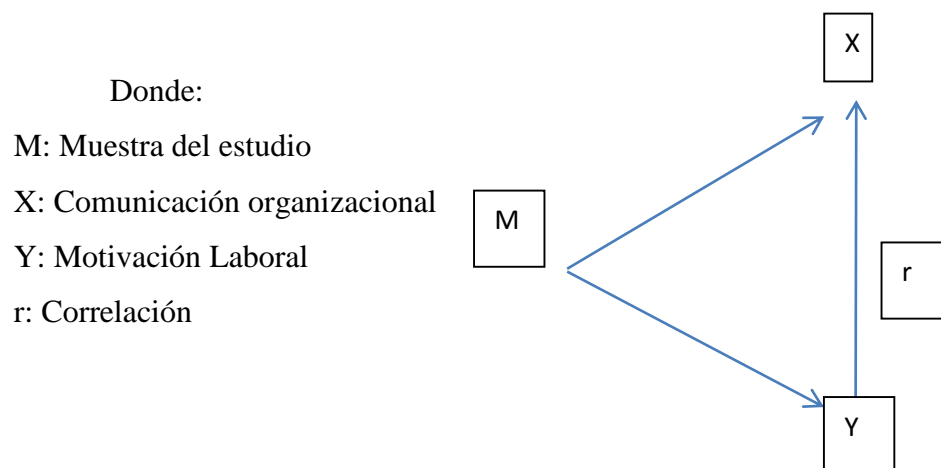 Donde:
M: Muestra del estudio
X: Comunicación organizacional
Y: Motivación Laboral
r: Correlación
X
M
r
Y